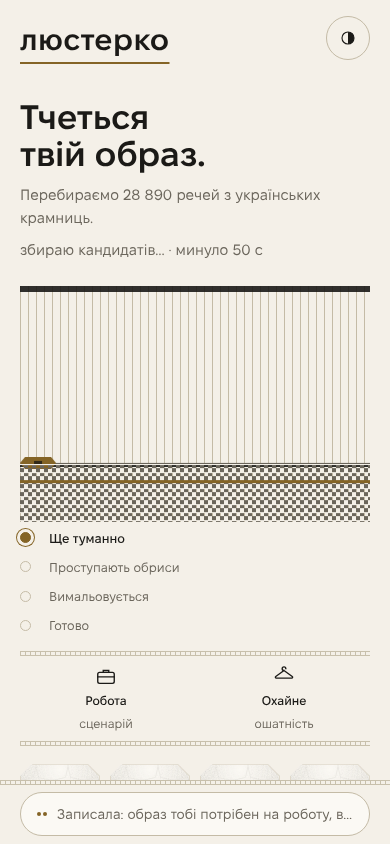 люстерко
Тчеться
твій образ.
Перебираємо 28 890 речей з українських
крамниць.
збираю кандидатів… · минуло 50 с
Ще туманно
Проступають обриси
Вимальовується
Готово
Робота
Охайне
сценарій
ошатність
Записала: образ тобі потрібен на роботу, в…